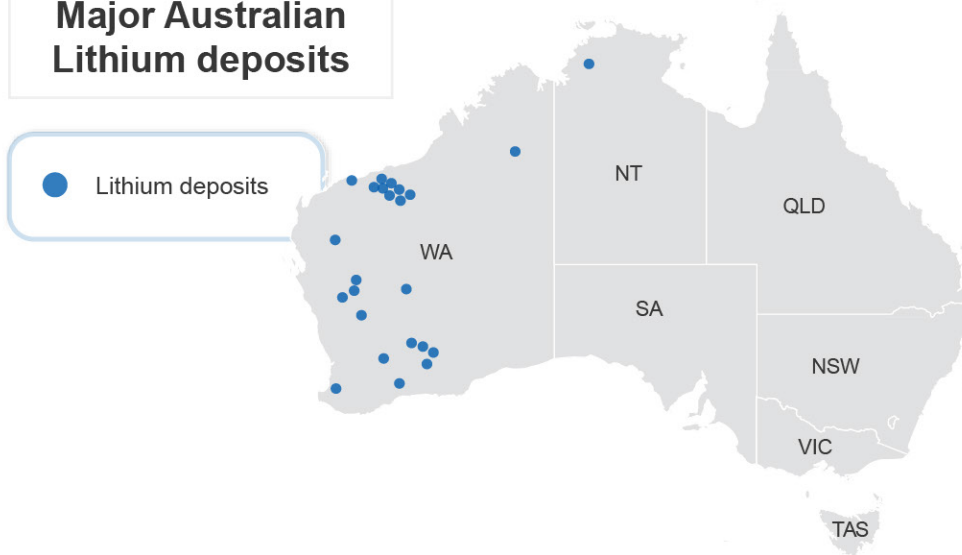 Major Australian
Lithium deposits
Lithium deposits
NT
QLD
WA
SA
NSW
VIC
TAS